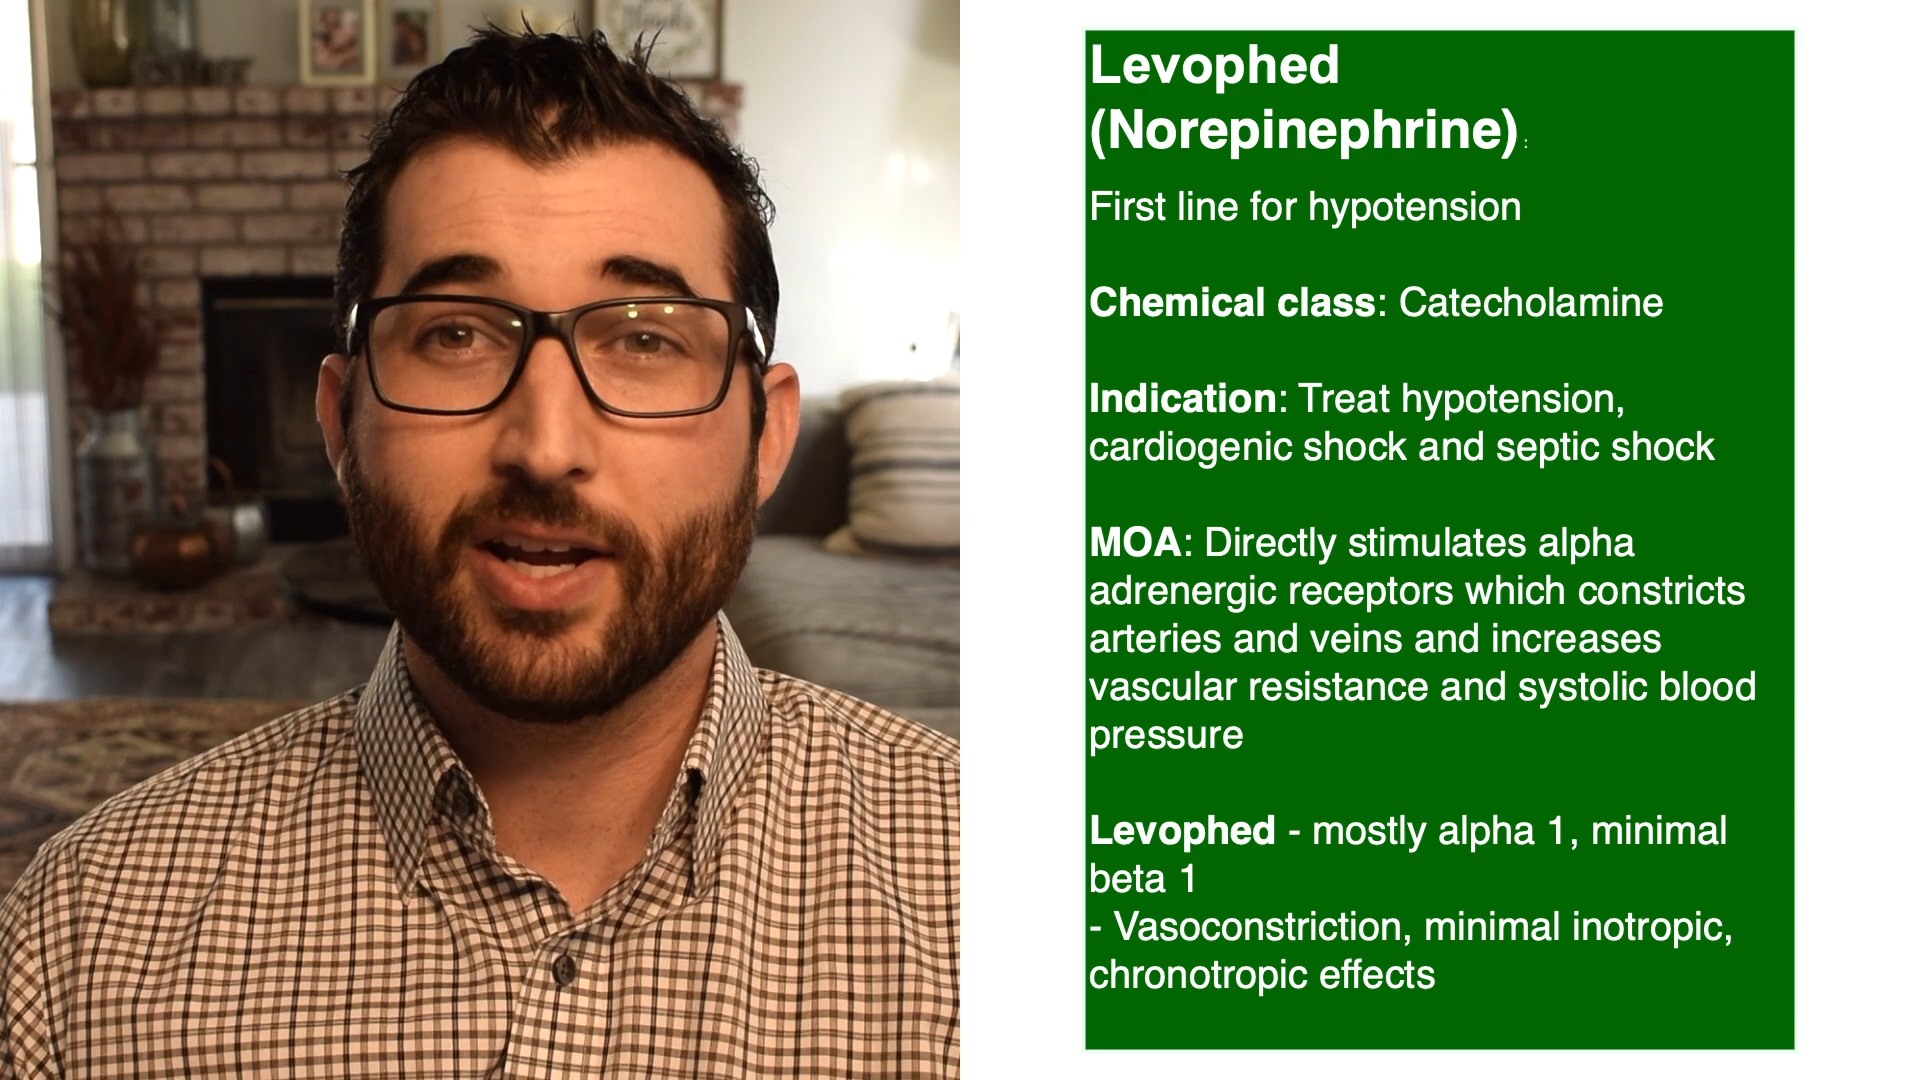 Levophed
(Norepinephrine):
First line for hypotension
Chemical class: Catecholamine
Indication: Treat hypotension,
cardiogenic shock and septic shock
MOA: Directly stimulates alpha
adrenergic receptors which constricts
arteries and veins and increases
vascular resistance and systolic blood
pressure
Levophed - mostly alpha 1, minimal
beta 1
- Vasoconstriction, minimal inotropic,
chronotropic effects